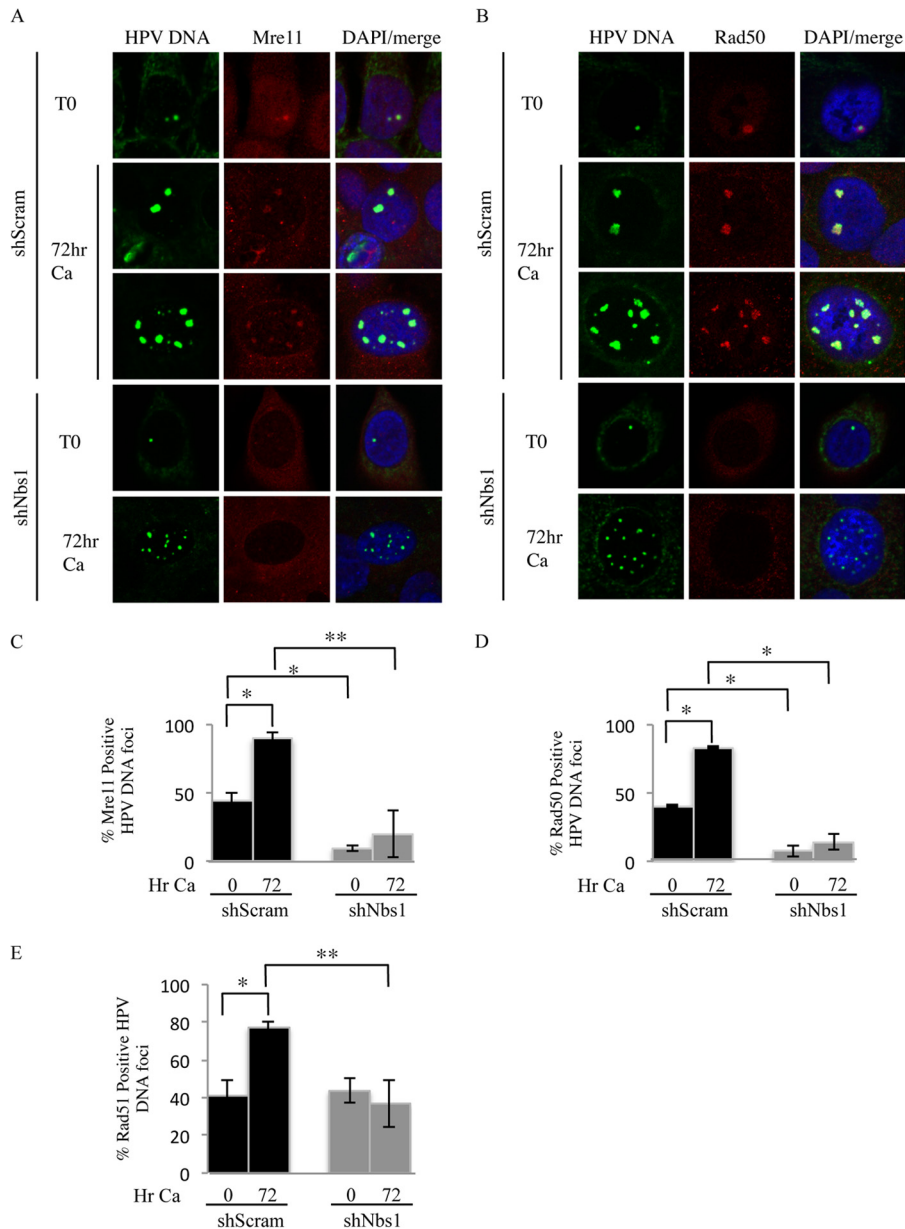 A
HPV DNA Mre11 DAPI/merge
shScram
T0
72hr
Ca
shNbs1
T0
72hr
Ca
B
HPV DNA Rad50 DAPI/merge
shScram
T0
72hr
Ca
shNbs1
T0
72hr
Ca
C
**
*
*
% Mre11 Positive
HPV DNA foci
100
50
0
Hr Ca 0 72 0 72
shScram shNbs1
D
*
*
*
% Rad50 Positive
HPV DNA foci
100
50
0
Hr Ca 0 72 0 72
shScram shNbs1
E
* **
% Rad51 Positive HPV
DNA foci
100
80
60
40
20
0
Hr Ca 0 72 0 72
shScram shNbs1